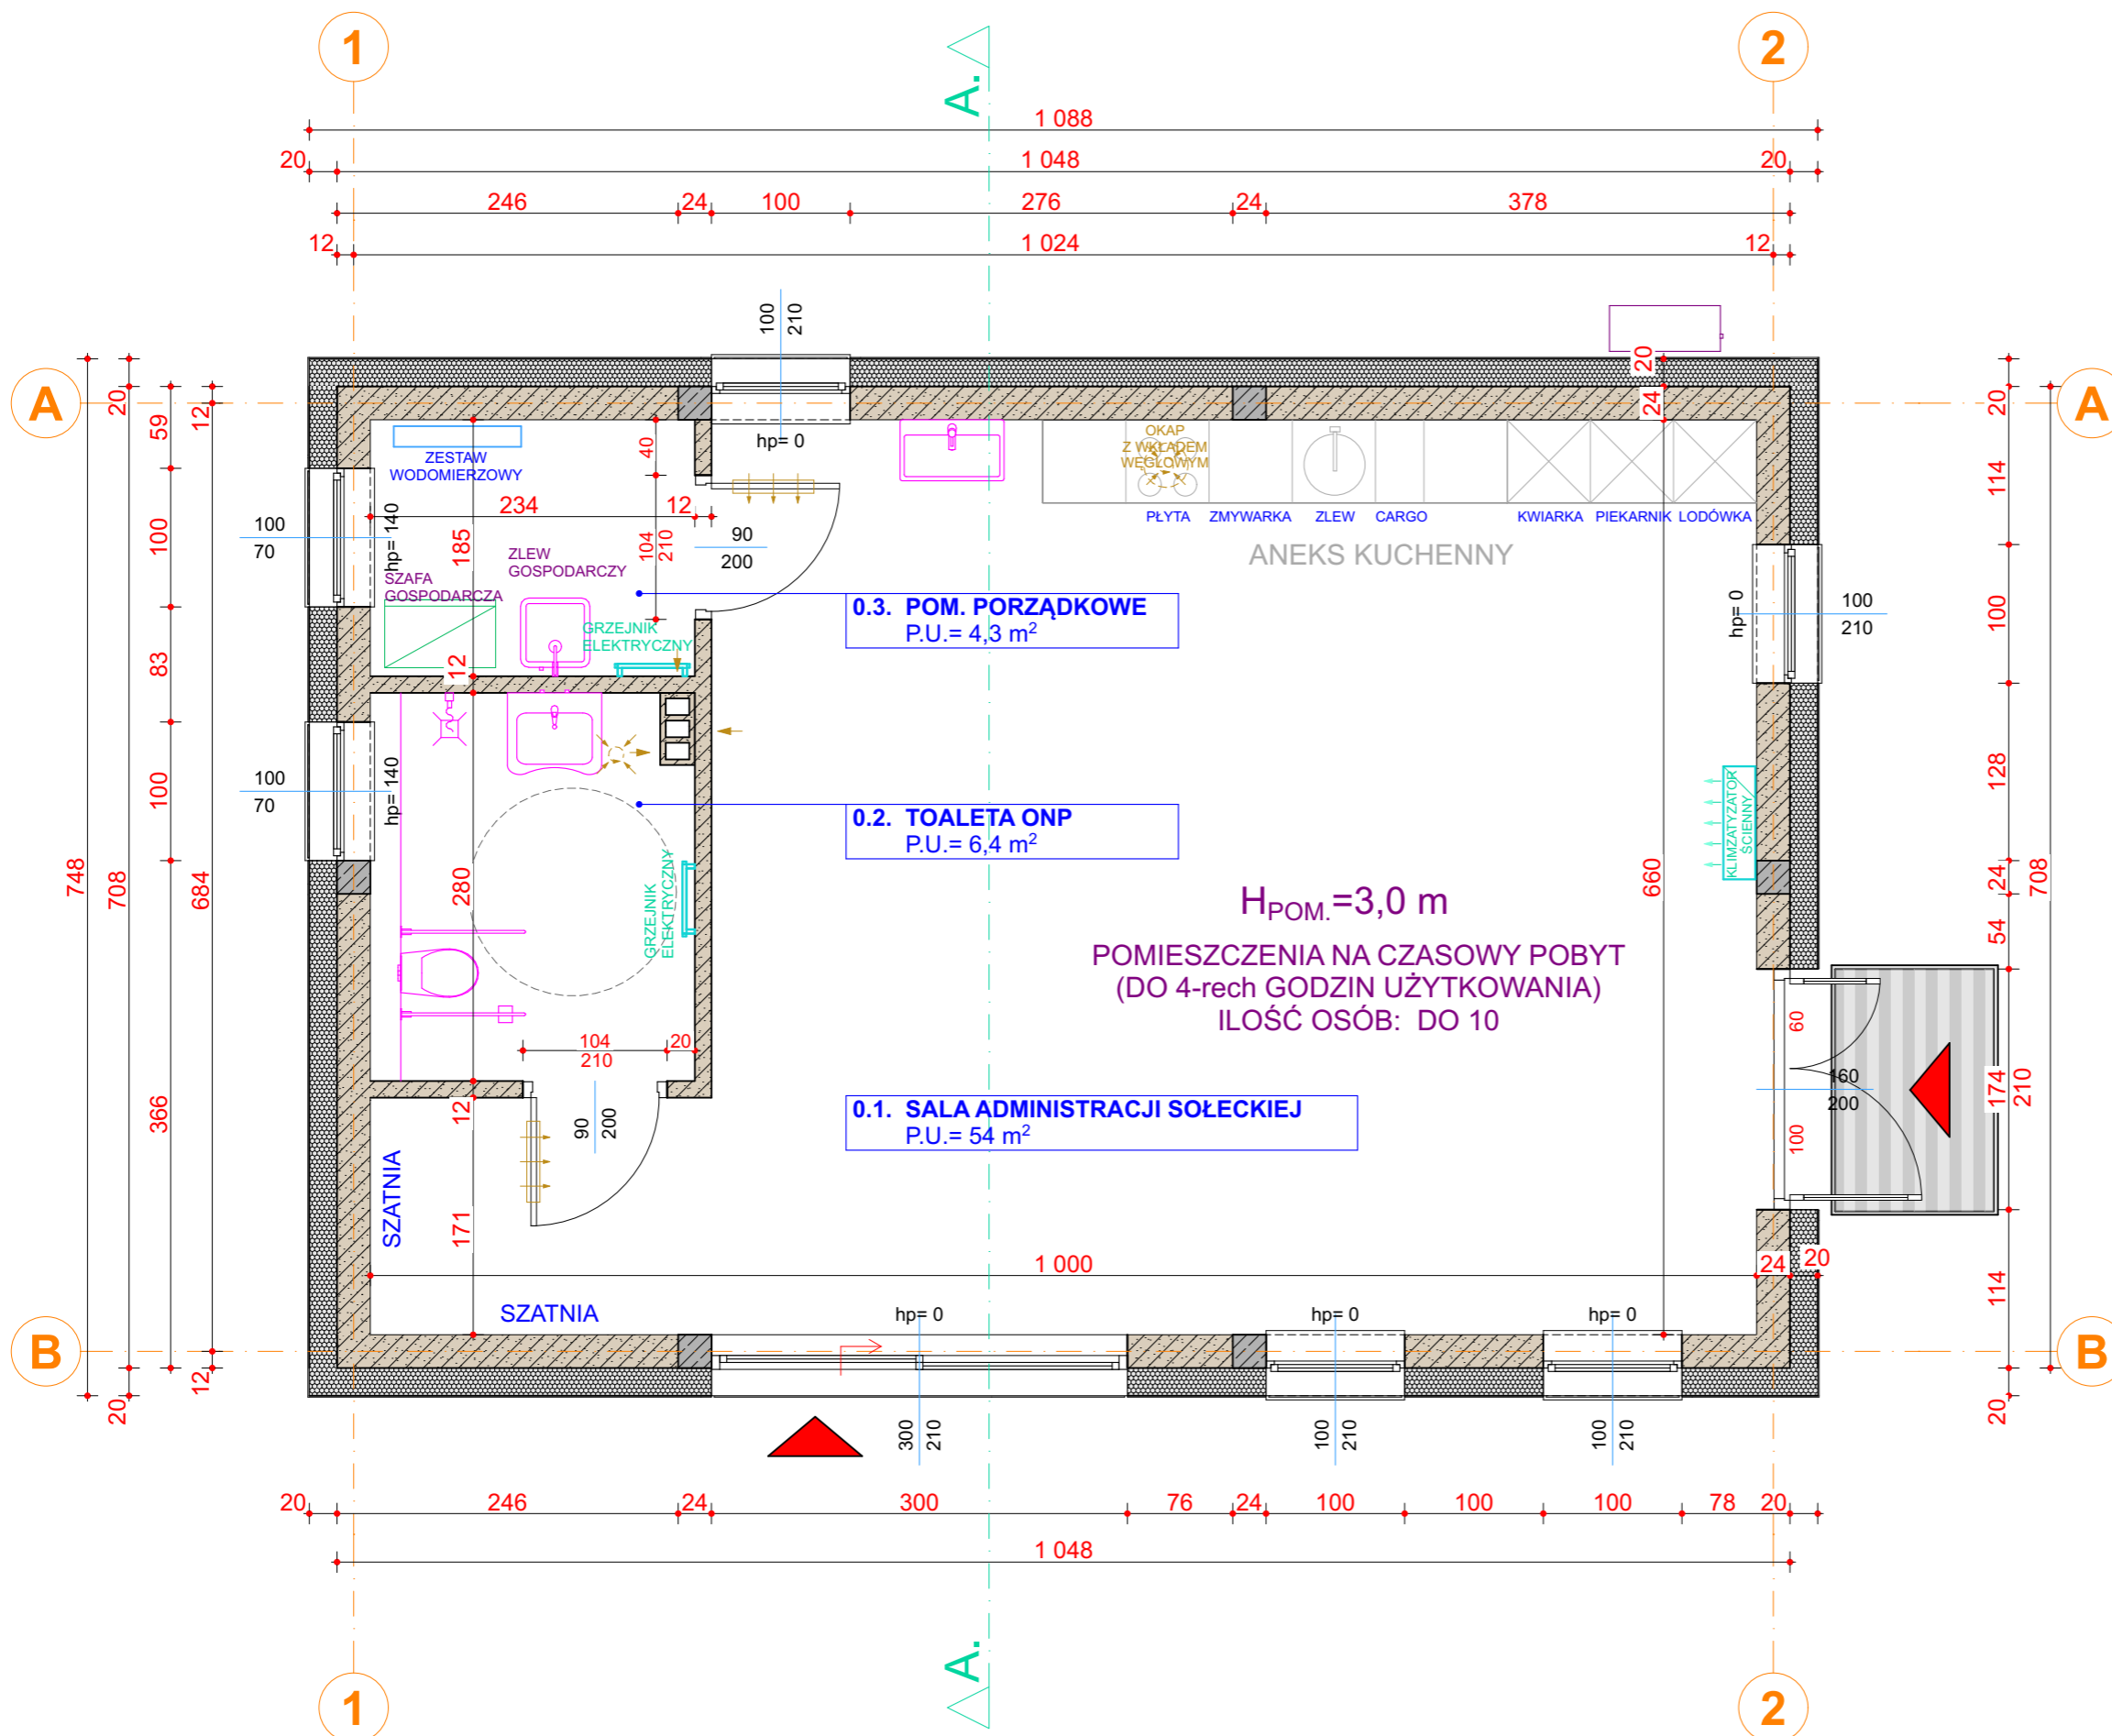 1
2
A.
1 088
20
1 048
20
246
24
100
276
24
378
12
1 024
12
100
210
A
A
20
59
12
20
24
20
hp= 0
40
ZESTAW
WODOMIERZOWY
OKAP
Z WKŁADEM
WĘGLOWYM
114
234
12
PŁYTA
ZMYWARKA
ZLEW
CARGO
KWIARKA
PIEKARNIK
LODÓWKA
100
70
100
hp= 140
185
104
210
90
200
ANEKS KUCHENNY
ZLEW
GOSPODARCZY
SZAFA
GOSPODARCZA
0.3. POM. PORZĄDKOWE
P.U.= 4,3 m²
hp= 0
100
210
100
GRZEJNIK
ELEKTRYCZNY
83
12
100
70
100
hp= 140
128
0.2. TOALETA ONP
P.U.= 6,4 m²
KLIMZATYZATOR
ŚCIENNY
748
708
684
280
GRZEJNIK
ELEKTRYCZNY
660
24
708
HPOM.=3,0 m
54
POMIESZCZENIA NA CZASOWY POBYT
(DO 4-rech GODZIN UŻYTKOWANIA)
ILOŚĆ OSÓB: DO 10
60
104
210
20
160
200
174
210
366
12
90
200
0.1. SALA ADMINISTRACJI SOŁECKIEJ
P.U.= 54 m²
100
SZATNIA
171
1 000
24
20
114
SZATNIA
hp= 0
hp= 0
hp= 0
B
B
12
20
20
300
210
100
210
100
210
20
246
24
300
76
24
100
100
100
78
20
1 048
A.
1
2